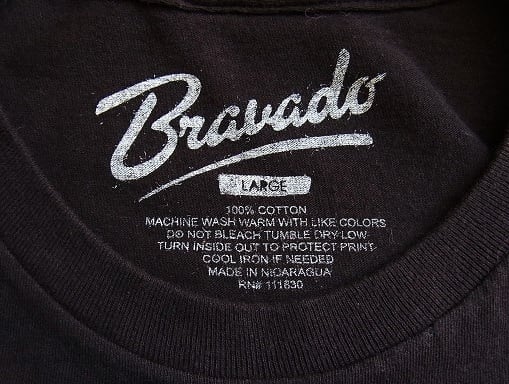 Bravado
LARGE
100% COTTON
MACHINE WASH WARM WITH LIKE COLORS
DO NOT BLEACH TUMBLE DRY LOW
TURN INSIDE OUT TO PROTECT PRINT
COOL IRON IF NEEDED
MADE IN NICARAGUA
RN# 111630